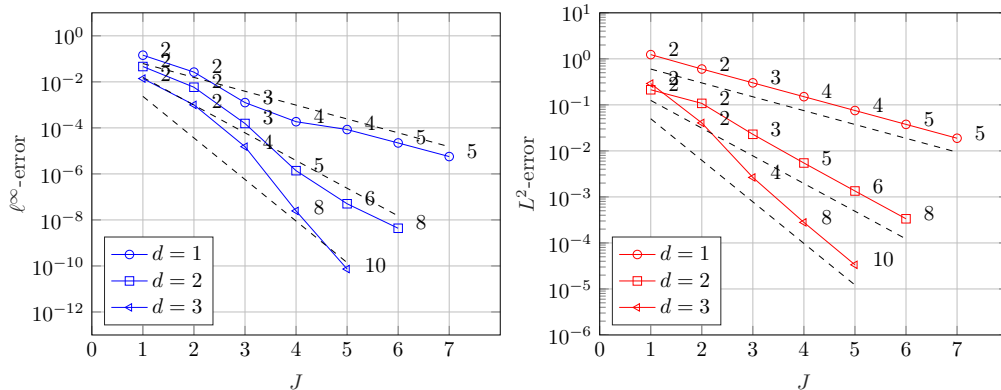 10^0
10^{-2}
10^{-4}
10^{-6}
10^{-8}
10^{-10}
10^{-12}
ℓ^∞-error
2 2 3 4 4 5 5
2 2 3 5 6 8
2 2 4 8 10
d = 1
d = 2
d = 3
0 1 2 3 4 5 6 7
J
10^1
10^0
10^{-1}
10^{-2}
10^{-3}
10^{-4}
10^{-5}
10^{-6}
L^2-error
2 2 3 4 4 5 5
2 2 3 5 6 8
2 2 4 8 10
d = 1
d = 2
d = 3
0 1 2 3 4 5 6 7
J